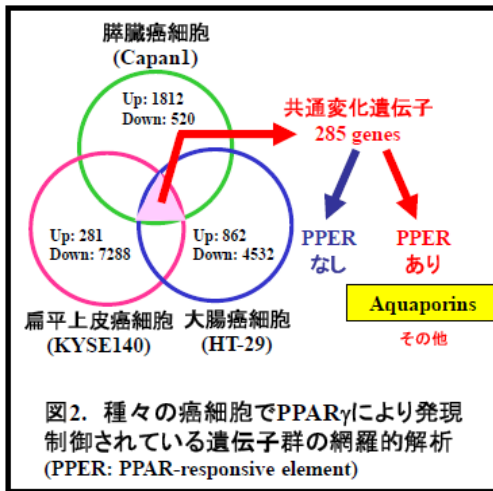 膵臓癌細胞
(Capan1)
Up: 1812
Down: 520
共通変化遺伝子
285 genes
Up: 281
Down: 7288
Up: 862
Down: 4532
PPER
なし
PPER
あり
Aquaporins
その他
扁平上皮癌細胞
(KYSE140)
大腸癌細胞
(HT-29)
図2. 種々の癌細胞でPPARγにより発現
制御されている遺伝子群の網羅的解析
(PPER: PPAR-responsive element)